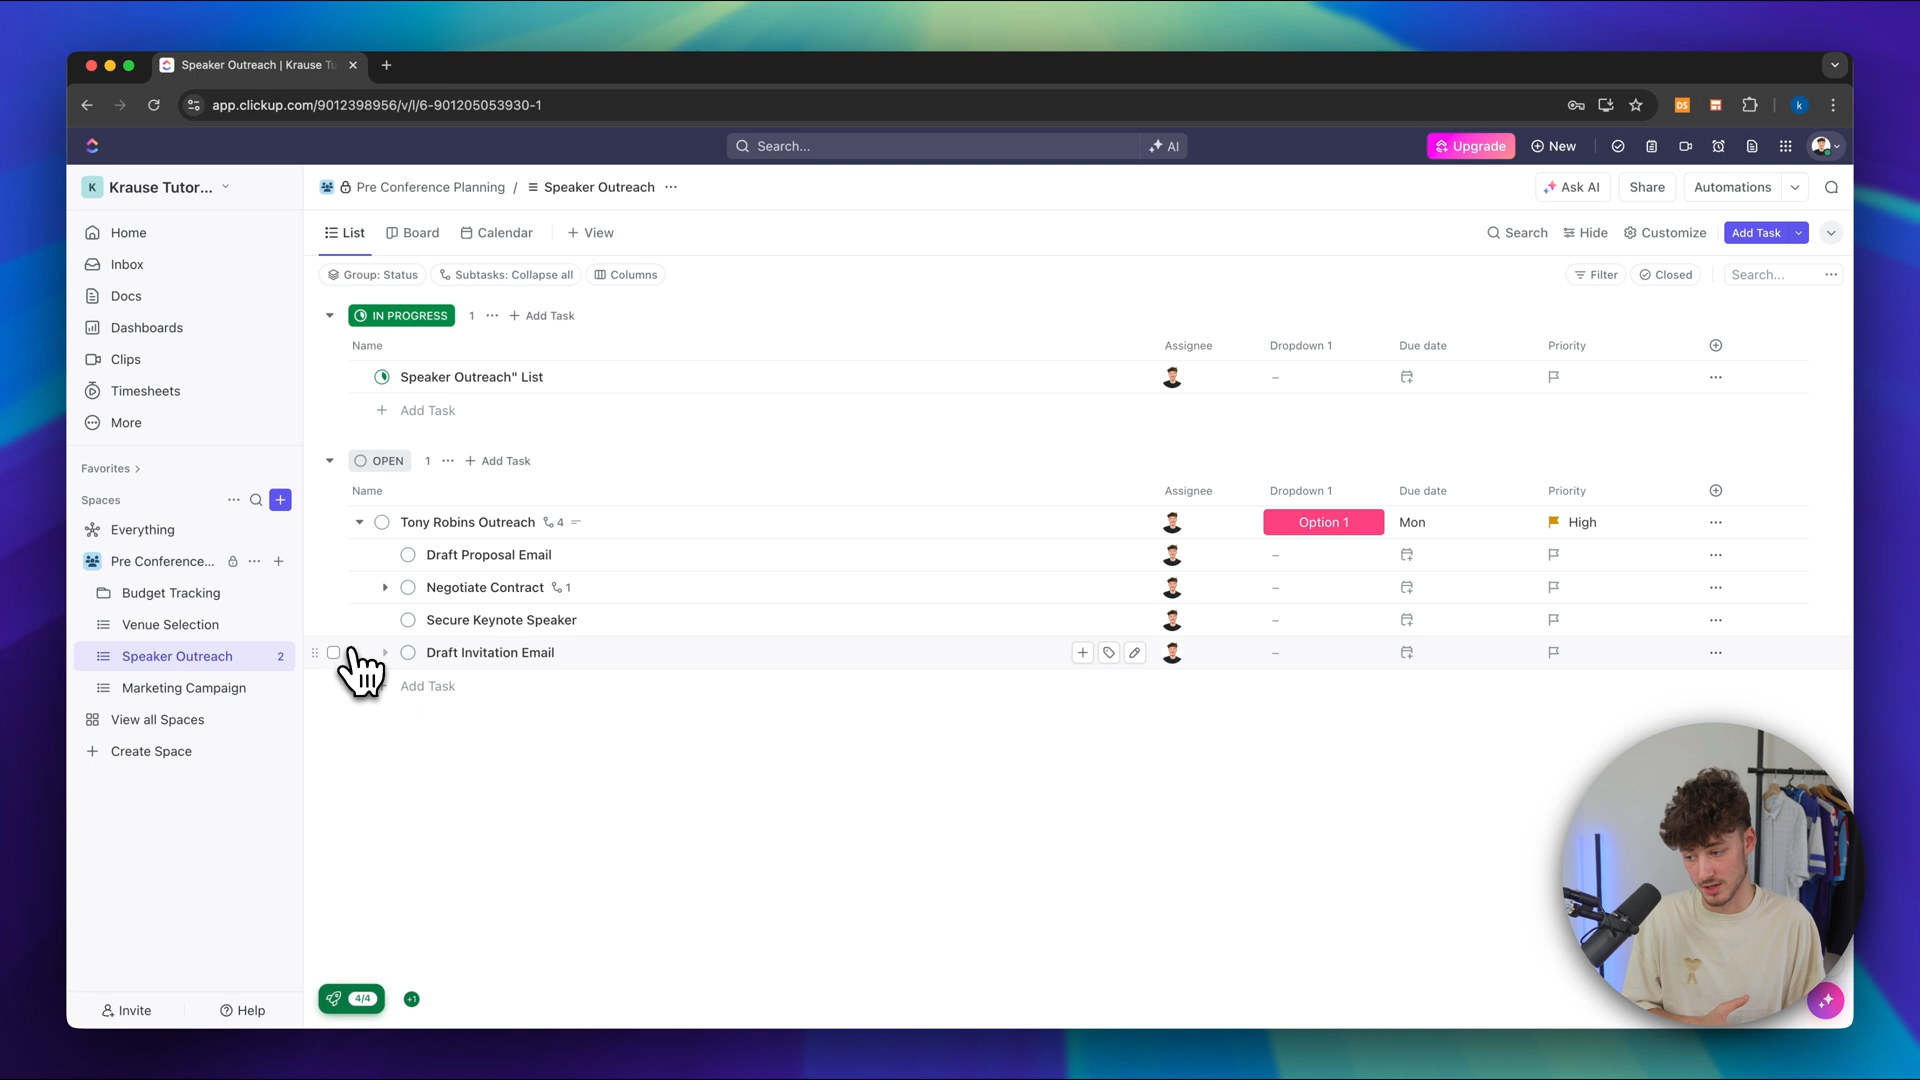 Speaker Outreach | Krause Tu
app.clickup.com/9012398956/v/l/6-901205053930-1
DS
k
Search...
AI
Upgrade
New
K
Krause Tutor...
Pre Conference Planning / Speaker Outreach
Ask AI
Share
Automations
Home
Inbox
Docs
Dashboards
Clips
Timesheets
More
Favorites
Spaces
Everything
Pre Conference...
Budget Tracking
Venue Selection
Speaker Outreach 2
Marketing Campaign
View all Spaces
Create Space
Invite
Help
List
Board
Calendar
View
Search
Hide
Customize
Add Task
Group: Status
Subtasks: Collapse all
Columns
Filter
Closed
Search...
IN PROGRESS 1 Add Task
Name Assignee Dropdown 1 Due date Priority
Speaker Outreach" List –
Add Task
OPEN 1 Add Task
Name Assignee Dropdown 1 Due date Priority
Tony Robins Outreach 4 Option 1 Mon High
Draft Proposal Email –
Negotiate Contract 1 –
Secure Keynote Speaker –
Draft Invitation Email –
Add Task
4/4
+1